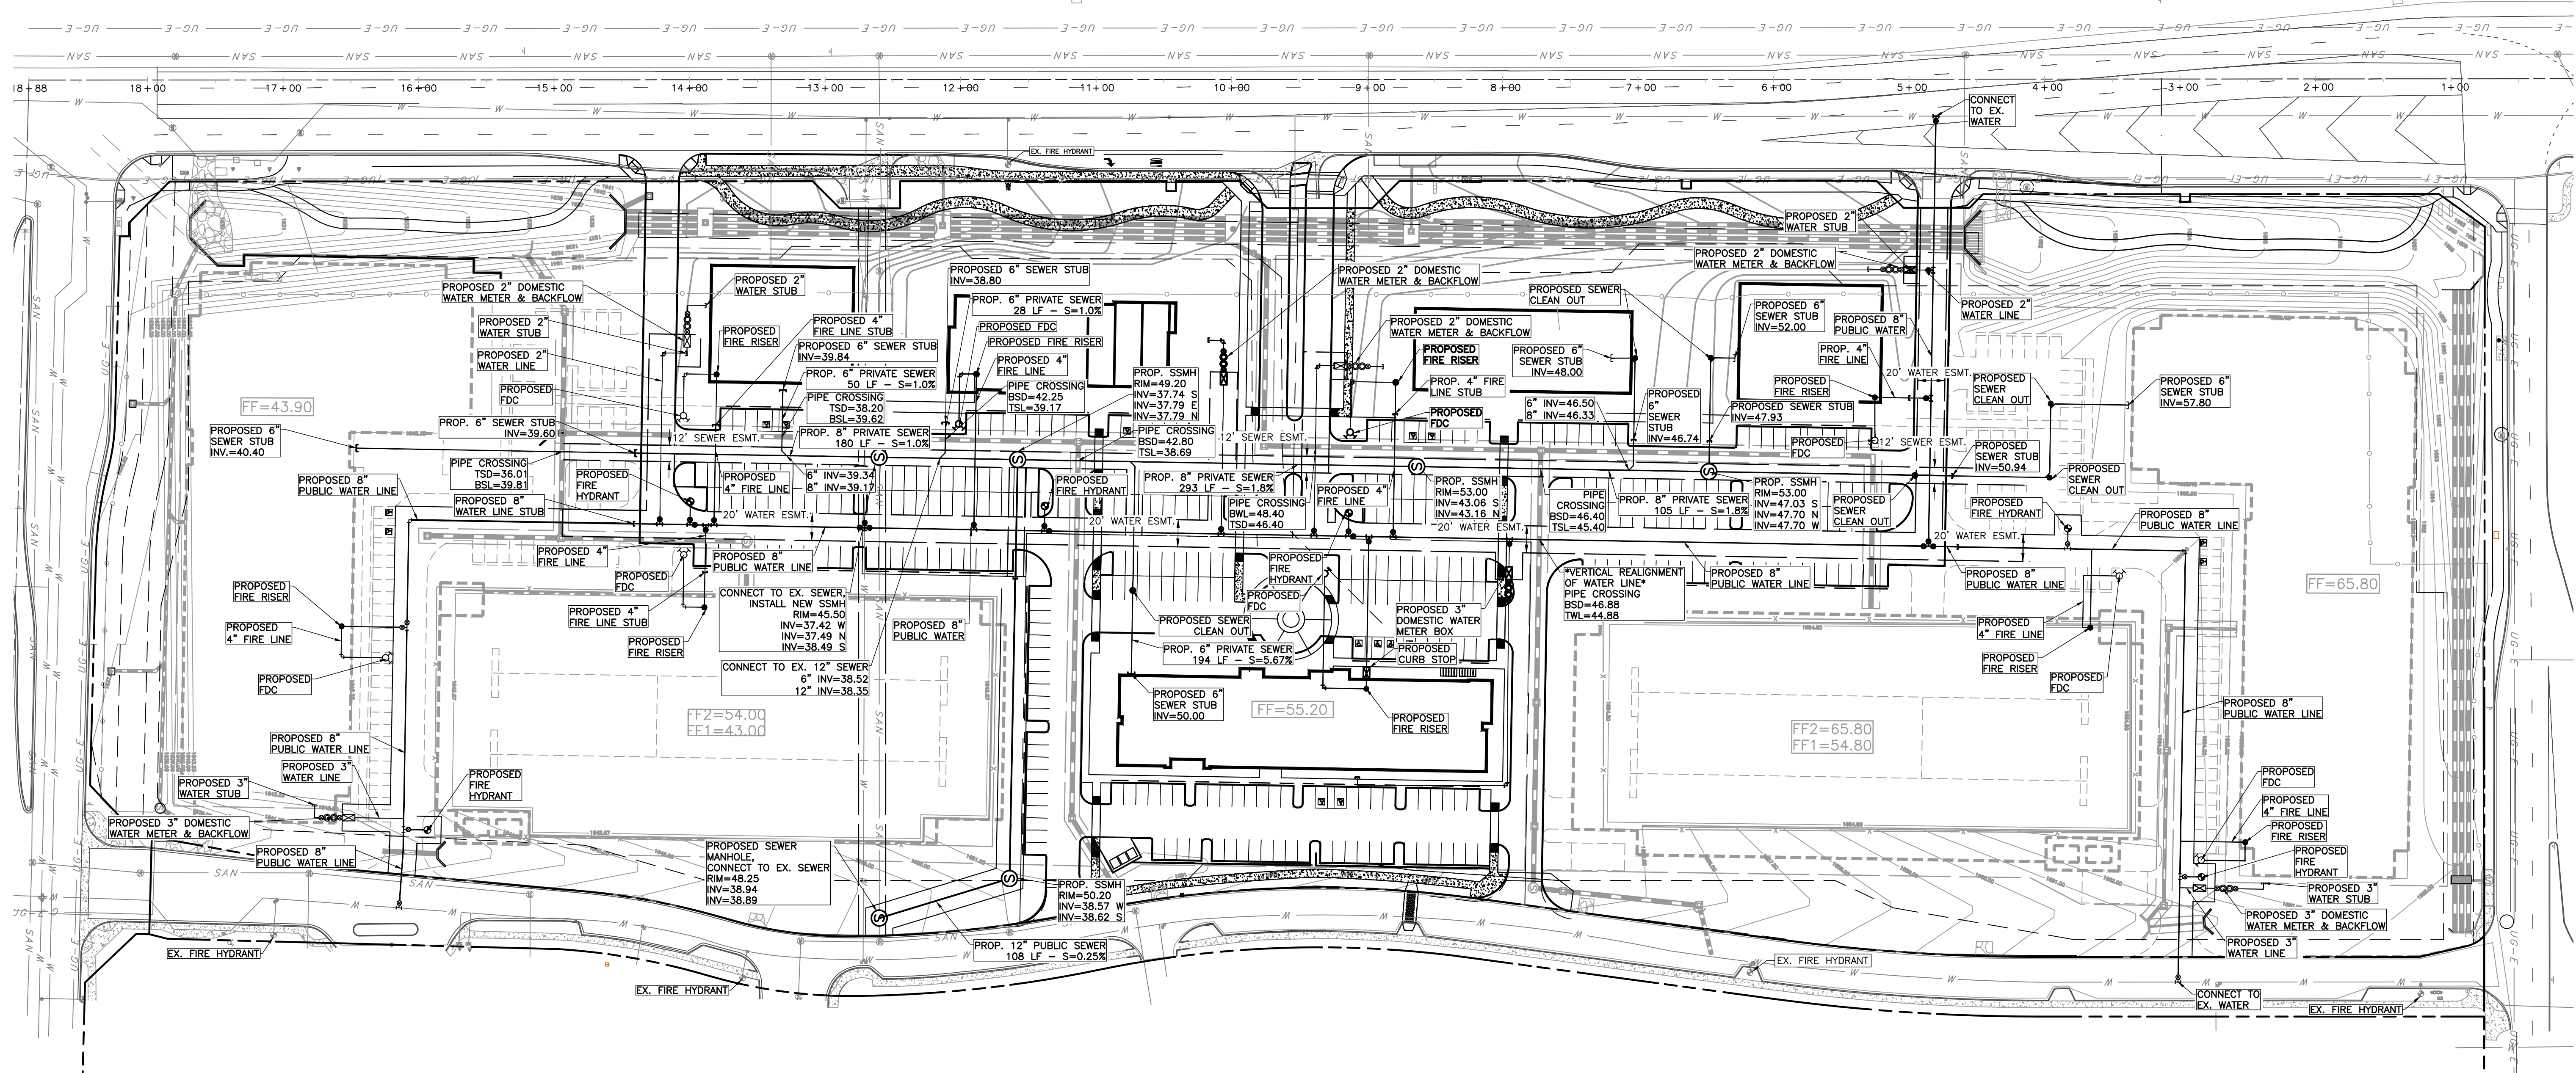 UG-E UG-E UG-E UG-E UG-E UG-E UG-E UG-E UG-E UG-E UG-E UG-E UG-E
SAN SAN SAN SAN SAN SAN SAN SAN SAN SAN SAN SAN SAN
18+88 18+00 17+00 16+00 15+00 14+00 13+00 12+00 11+00 10+00 9+00 8+00 7+00 6+00 5+00 4+00 3+00 2+00 1+00
CONNECT
TO EX.
WATER
EX. FIRE HYDRANT
PROPOSED 2"
WATER STUB
PROPOSED 2" DOMESTIC
WATER METER & BACKFLOW
PROPOSED 2" DOMESTIC
WATER METER & BACKFLOW
PROPOSED 2"
WATER STUB
PROPOSED 6" SEWER STUB
INV=38.80
PROPOSED 2" DOMESTIC
WATER METER & BACKFLOW
PROPOSED SEWER
CLEAN OUT
PROPOSED 6"
SEWER STUB
INV=52.00
PROPOSED 2"
WATER LINE
PROPOSED 2"
WATER STUB
PROPOSED
FIRE RISER
PROPOSED 4"
FIRE LINE STUB
PROP. 6" PRIVATE SEWER
28 LF - S=1.0%
PROPOSED FDC
PROPOSED FIRE RISER
PROPOSED 2" DOMESTIC
WATER METER & BACKFLOW
PROPOSED 8"
PUBLIC WATER
PROPOSED 2"
WATER LINE
PROPOSED 6" SEWER STUB
INV=39.84
PROPOSED 4"
FIRE LINE
PROPOSED
FIRE RISER
PROPOSED 6"
SEWER STUB
INV=48.00
PROP. 4"
FIRE LINE
PROPOSED
FDC
PROP. 6" PRIVATE SEWER
50 LF - S=1.0%
PIPE CROSSING
BSD=42.25
TSL=39.17
PROP. SSMH
RIM=49.20
INV=37.74 S
INV=37.79 E
INV=37.79 N
PROP. 4" FIRE
LINE STUB
PROPOSED
FIRE RISER
20' WATER ESMT.
PROPOSED
SEWER
CLEAN OUT
PROPOSED 6"
SEWER STUB
INV=57.80
FF=43.90
PIPE CROSSING
TSD=38.20
BSL=39.62
PROPOSED
FDC
6" INV=46.50
8" INV=46.33
PROPOSED
6"
SEWER
STUB
INV=46.74
PROPOSED SEWER STUB
INV=47.93
PROPOSED 6"
SEWER STUB
INV.=40.40
PROP. 6" SEWER STUB
INV=39.60
12' SEWER ESMT.
PROP. 8" PRIVATE SEWER
180 LF - S=1.0%
PIPE CROSSING
BSD=42.80
TSL=38.69
12' SEWER ESMT.
PROPOSED
FDC
12' SEWER ESMT.
PROPOSED 6"
SEWER STUB
INV=50.94
PIPE CROSSING
TSD=36.01
BSL=39.81
PROPOSED
FIRE
HYDRANT
PROPOSED
4" FIRE LINE
6" INV=39.34
8" INV=39.17
PROPOSED
FIRE HYDRANT
PROP. 8" PRIVATE SEWER
293 LF - S=1.8%
PROPOSED 4"
FIRE LINE
PROP. SSMH
RIM=53.00
INV=43.06 S
INV=43.16 N
PIPE
CROSSING
BSD=46.40
TSL=45.40
PROP. 8" PRIVATE SEWER
105 LF - S=1.8%
PROP. SSMH
RIM=53.00
INV=47.03 S
INV=47.70 N
INV=47.70 W
PROPOSED
SEWER
CLEAN OUT
PROPOSED
SEWER
CLEAN OUT
PROPOSED 8"
PUBLIC WATER LINE
PROPOSED 8"
WATER LINE STUB
20' WATER ESMT.
20' WATER ESMT.
PIPE CROSSING
BWL=48.40
TSD=46.40
20' WATER ESMT.
PROPOSED
FIRE HYDRANT
PROPOSED 8"
PUBLIC WATER LINE
20' WATER ESMT.
PROPOSED 4"
FIRE LINE
PROPOSED 8"
PUBLIC WATER LINE
PROPOSED
FIRE
HYDRANT
*VERTICAL REALIGNMENT
OF WATER LINE*
PIPE CROSSING
BSD=46.88
TWL=44.88
PROPOSED 8"
PUBLIC WATER LINE
PROPOSED 8"
PUBLIC WATER LINE
FF=65.80
PROPOSED
FDC
PROPOSED
FIRE RISER
CONNECT TO EX. SEWER,
INSTALL NEW SSMH
RIM=45.50
INV=37.42 W
INV=37.49 N
INV=38.49 S
PROPOSED
FDC
PROPOSED 4"
FIRE LINE STUB
PROPOSED 3"
DOMESTIC WATER
METER BOX
PROPOSED
4" FIRE LINE
PROPOSED 8"
PUBLIC WATER
PROPOSED SEWER
CLEAN OUT
PROPOSED
4" FIRE LINE
PROPOSED
FIRE RISER
PROP. 6" PRIVATE SEWER
194 LF - S=5.67%
PROPOSED
CURB STOP
PROPOSED
FIRE RISER
PROPOSED
FDC
CONNECT TO EX. 12" SEWER
6" INV=38.52
12" INV=38.35
PROPOSED
FDC
PROPOSED 6"
SEWER STUB
INV=50.00
FF=55.20
PROPOSED
FIRE RISER
PROPOSED 8"
PUBLIC WATER LINE
FF2=54.00
FF1=43.00
FF2=65.80
FF1=54.80
PROPOSED 8"
PUBLIC WATER LINE
PROPOSED 3"
WATER LINE
PROPOSED
FIRE
HYDRANT
PROPOSED 3"
WATER STUB
PROPOSED
FDC
PROPOSED
4" FIRE LINE
PROPOSED 3" DOMESTIC
WATER METER & BACKFLOW
PROPOSED
FIRE RISER
PROPOSED 8"
PUBLIC WATER LINE
PROPOSED SEWER
MANHOLE,
CONNECT TO EX. SEWER
RIM=48.25
INV=38.94
INV=38.89
PROPOSED
FIRE
HYDRANT
PROP. SSMH
RIM=50.20
INV=38.57 W
INV=38.62 S
PROPOSED 3"
WATER STUB
PROPOSED 3" DOMESTIC
WATER METER & BACKFLOW
PROP. 12" PUBLIC SEWER
108 LF - S=0.25%
PROPOSED 3"
WATER LINE
EX. FIRE HYDRANT
EX. FIRE HYDRANT
EX. FIRE HYDRANT
CONNECT TO
EX. WATER
EX. FIRE HYDRANT